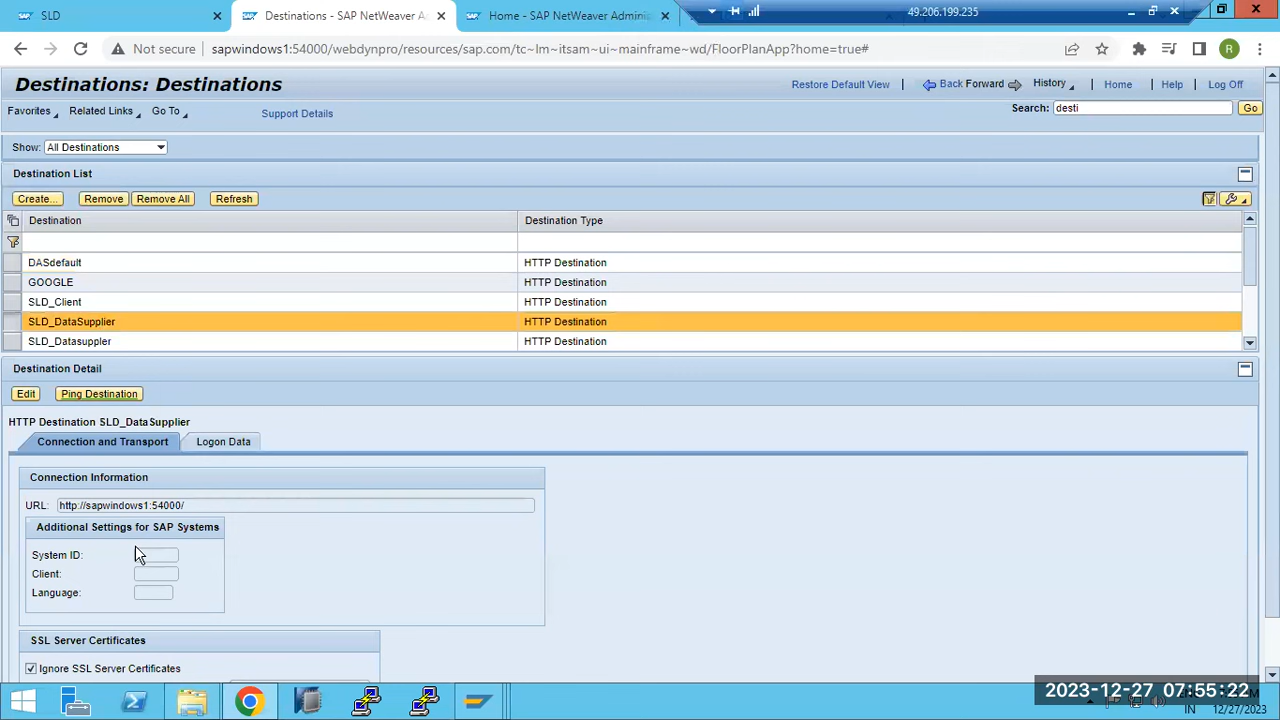 SLD
Destinations - SAP NetWeaver Ad
Home - SAP NetWeaver Administ
49.206.199.235
Not secure
sapwindows1:54000/webdynpro/resources/sap.com/tc~lm~itsam~ui~mainframe~wd/FloorPlanApp?home=true#
R
Destinations: Destinations
Restore Default View
Back Forward
History
Home
Help
Log Off
Favorites
Related Links
Go To
Support Details
Search: desti
Go
Show: All Destinations
Destination List
Create... Remove Remove All Refresh
Destination Destination Type
DASdefault HTTP Destination
GOOGLE HTTP Destination
SLD_Client HTTP Destination
SLD_DataSupplier HTTP Destination
SLD_Datasuppler HTTP Destination
Destination Detail
Edit Ping Destination
HTTP Destination SLD_DataSupplier
Connection and Transport Logon Data
Connection Information
URL: http://sapwindows1:54000/
Additional Settings for SAP Systems
System ID:
Client:
Language:
SSL Server Certificates
Ignore SSL Server Certificates
2023-12-27 07:55:22
IN 12/27/2023